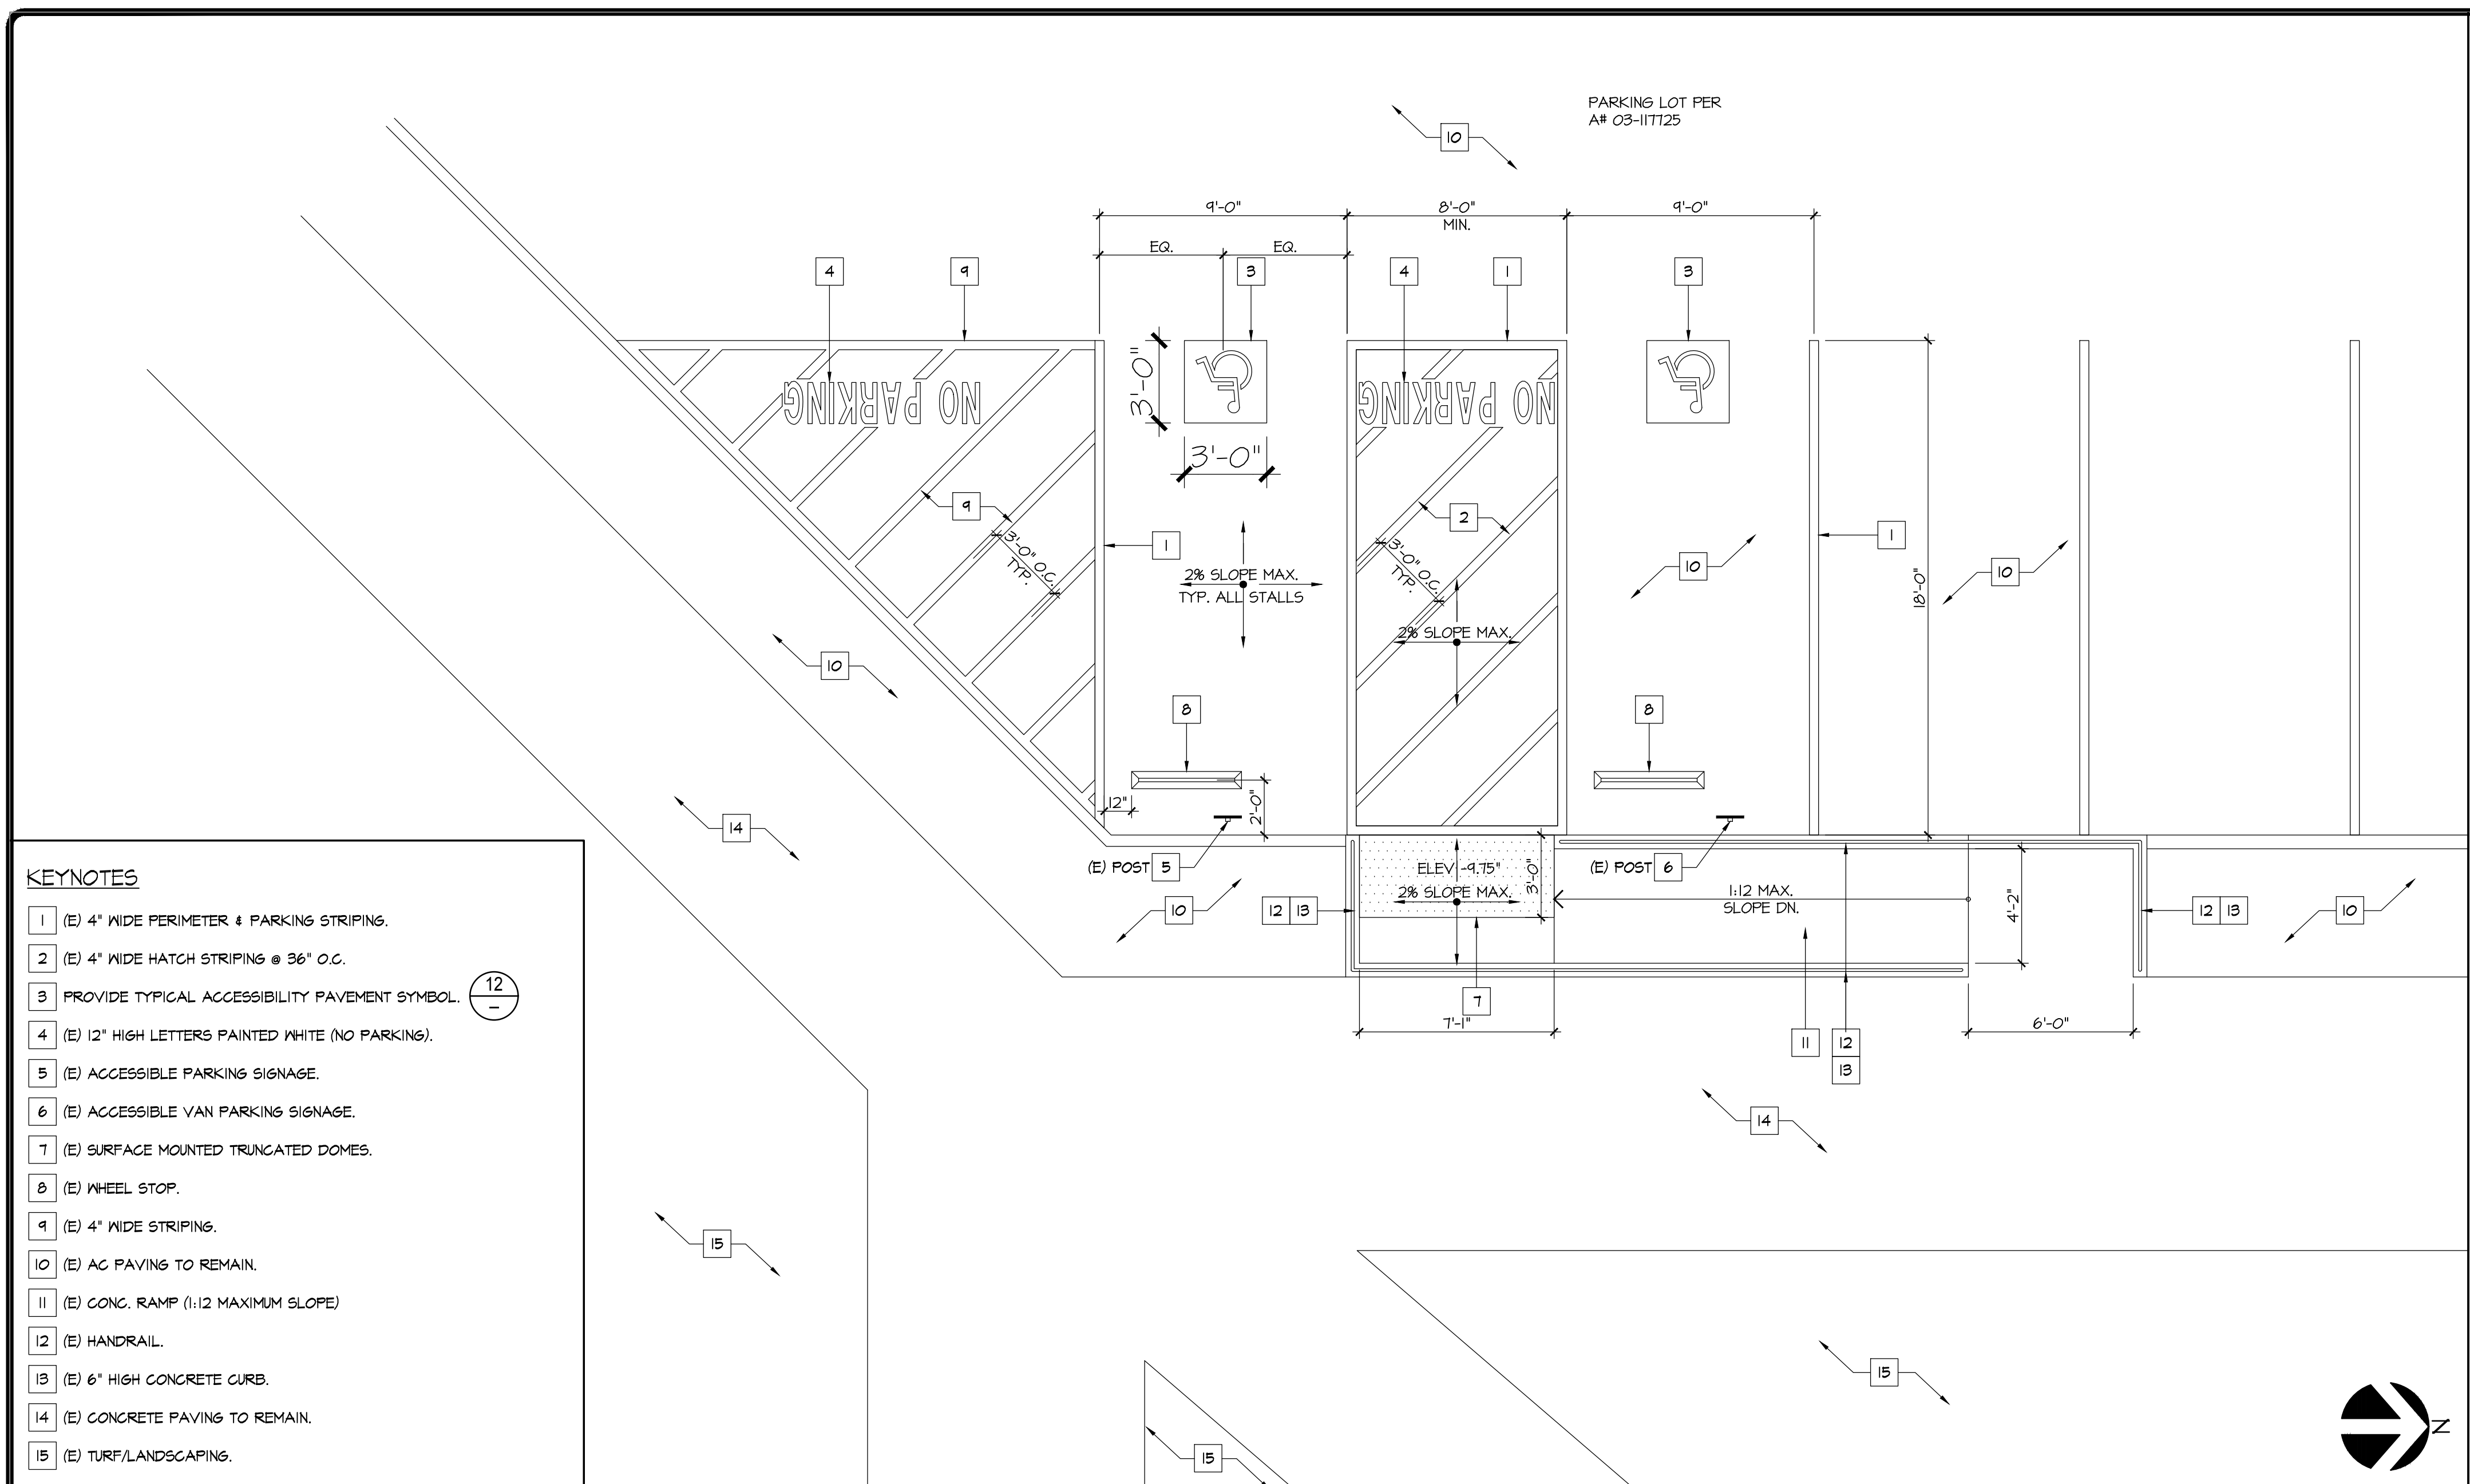 PARKING LOT PER
A# 03-117725
10
9'-0"
8'-0"
MIN.
9'-0"
EQ.
EQ.
4
9
3
4
1
3
3'-0"
NO PARKING
NO PARKING
3'-0"
9
2
3'-0" O.C.
TYP.
3'-0" O.C.
TYP.
1
1
2% SLOPE MAX.
TYP. ALL STALLS
10
10
18'-0"
2% SLOPE MAX.
10
8
8
12"
2'-0"
14
(E) POST 5
ELEV -9.75"
3'-0"
(E) POST 6
2% SLOPE MAX.
1:12 MAX.
SLOPE DN.
4'-2"
10
12 13
12 13
10
7
7'-1"
6'-0"
11
12
13
14
15
15
15
N
KEYNOTES
1 (E) 4" WIDE PERIMETER & PARKING STRIPING.
2 (E) 4" WIDE HATCH STRIPING @ 36" O.C.
3 PROVIDE TYPICAL ACCESSIBILITY PAVEMENT SYMBOL.
12
–
4 (E) 12" HIGH LETTERS PAINTED WHITE (NO PARKING).
5 (E) ACCESSIBLE PARKING SIGNAGE.
6 (E) ACCESSIBLE VAN PARKING SIGNAGE.
7 (E) SURFACE MOUNTED TRUNCATED DOMES.
8 (E) WHEEL STOP.
9 (E) 4" WIDE STRIPING.
10 (E) AC PAVING TO REMAIN.
11 (E) CONC. RAMP (1:12 MAXIMUM SLOPE)
12 (E) HANDRAIL.
13 (E) 6" HIGH CONCRETE CURB.
14 (E) CONCRETE PAVING TO REMAIN.
15 (E) TURF/LANDSCAPING.